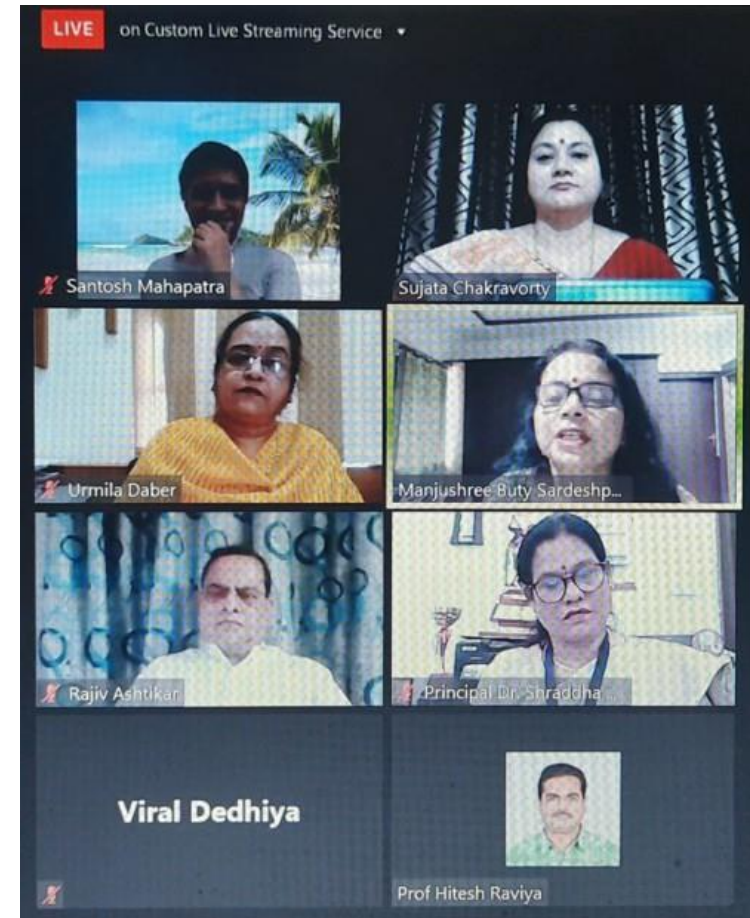 LIVE on Custom Live Streaming Service
Santosh Mahapatra
Sujata Chakravorty
Urmila Daber
Manjushree Buty Sardeshp...
Rajiv Ashtikar
Principal Dr. Shraddha ...
Viral Dedhiya
Prof Hitesh Raviya